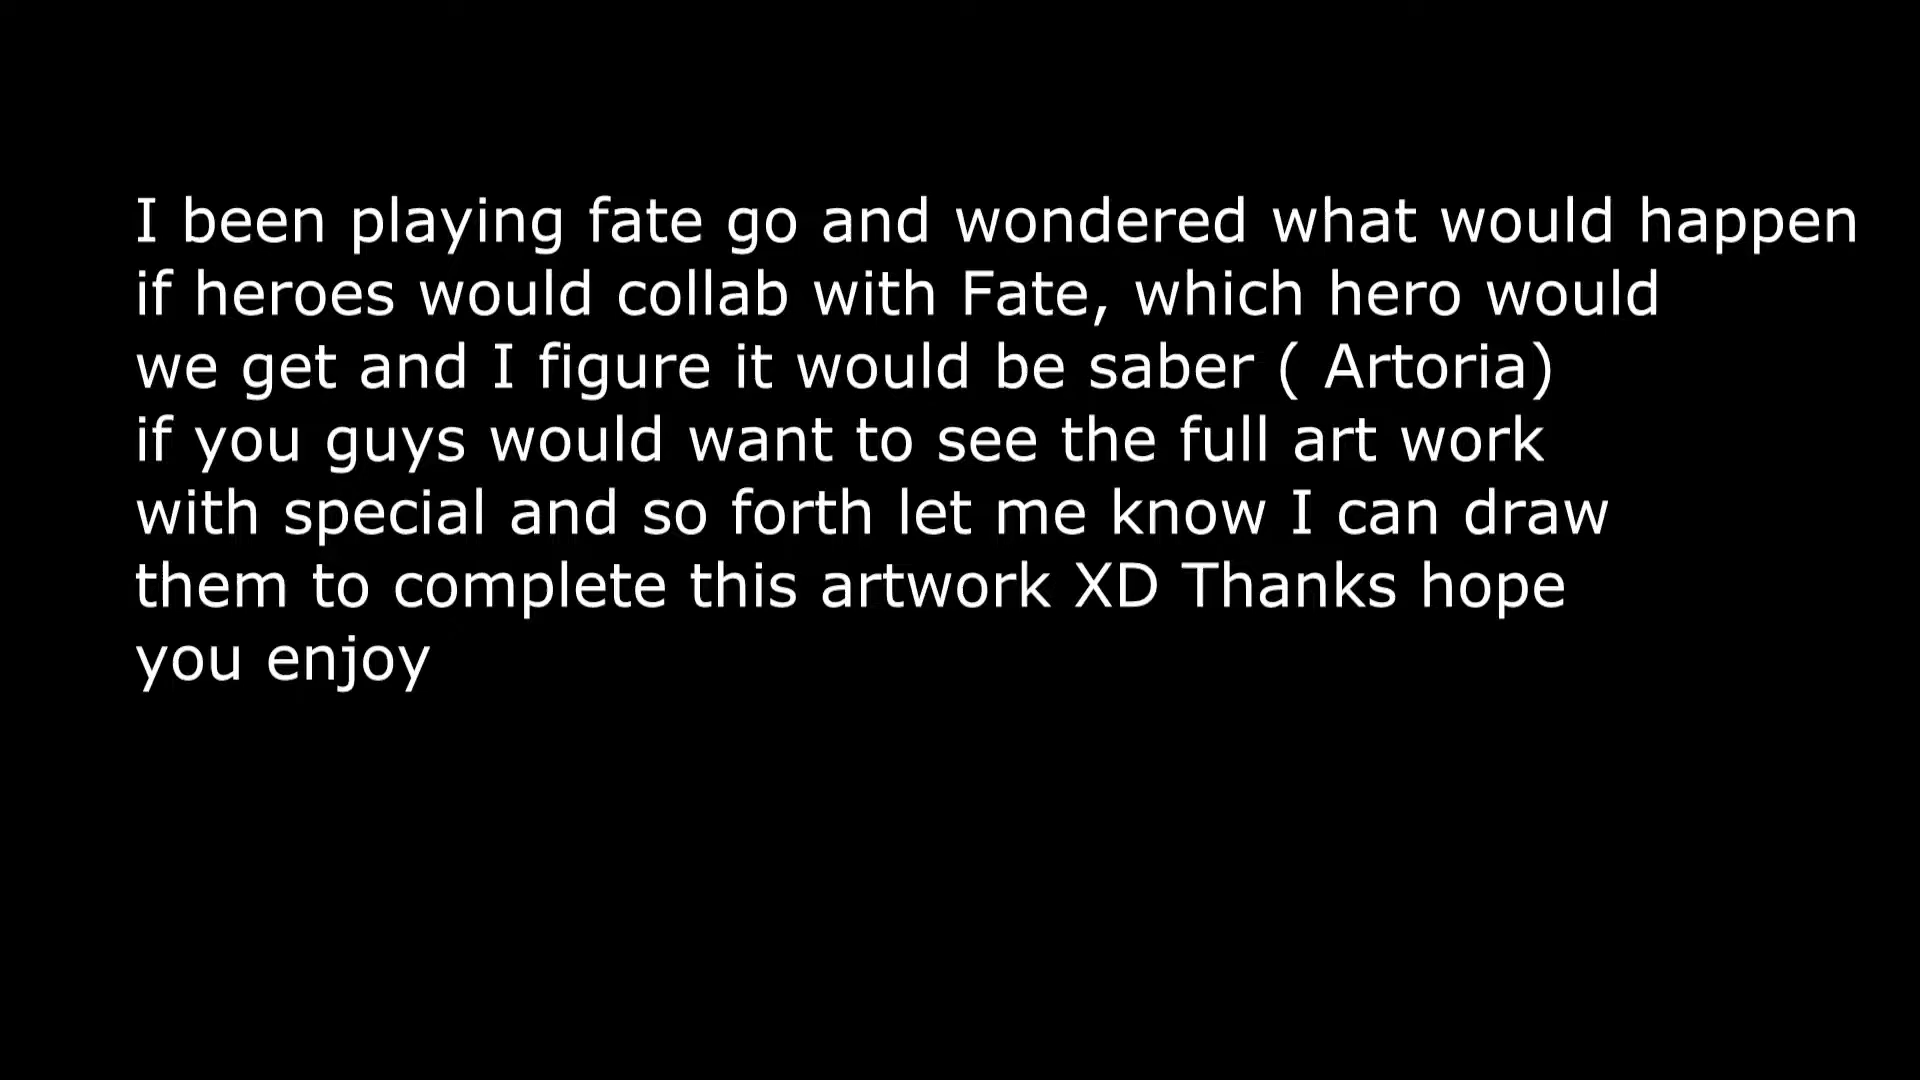 I been playing fate go and wondered what would happen
if heroes would collab with Fate, which hero would
we get and I figure it would be saber ( Artoria)
if you guys would want to see the full art work
with special and so forth let me know I can draw
them to complete this artwork XD Thanks hope
you enjoy